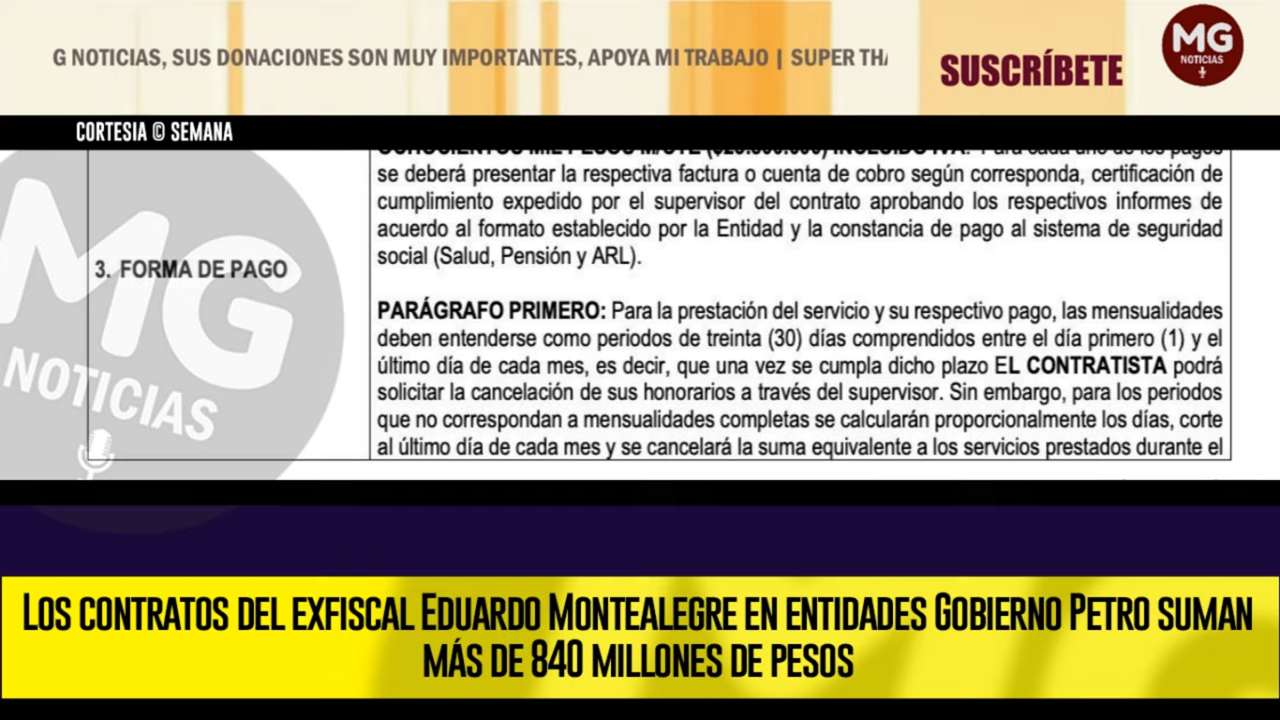 G NOTICIAS, SUS DONACIONES SON MUY IMPORTANTES, APOYA MI TRABAJO | SUPER THA
SUSCRÍBETE
MG
NOTICIAS
CORTESIA © SEMANA
se deberá presentar la respectiva factura o cuenta de cobro según corresponda, certificación de
cumplimiento expedido por el supervisor del contrato aprobando los respectivos informes de
acuerdo al formato establecido por la Entidad y la constancia de pago al sistema de seguridad
social (Salud, Pensión y ARL).
3. FORMA DE PAGO
PARÁGRAFO PRIMERO: Para la prestación del servicio y su respectivo pago, las mensualidades
deben entenderse como periodos de treinta (30) días comprendidos entre el día primero (1) y el
último día de cada mes, es decir, que una vez se cumpla dicho plazo EL CONTRATISTA podrá
solicitar la cancelación de sus honorarios a través del supervisor. Sin embargo, para los periodos
que no correspondan a mensualidades completas se calcularán proporcionalmente los días, corte
al último día de cada mes y se cancelará la suma equivalente a los servicios prestados durante el
MG
NOTICIAS
LOS CONTRATOS DEL EXFISCAL EDUARDO MONTEALEGRE EN ENTIDADES GOBIERNO PETRO SUMAN
MÁS DE 840 MILLONES DE PESOS